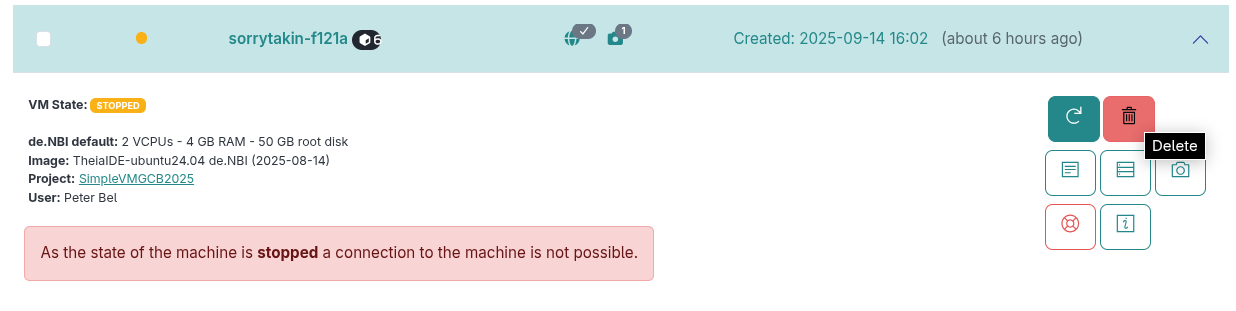 sorrytakin-f121a 6 1 Created: 2025-09-14 16:02 (about 6 hours ago)
VM State: STOPPED
Delete
de.NBI default: 2 VCPUs - 4 GB RAM - 50 GB root disk
Image: TheiaIDE-ubuntu24.04 de.NBI (2025-08-14)
Project: SimpleVMGCB2025
User: Peter Bel
As the state of the machine is stopped a connection to the machine is not possible.